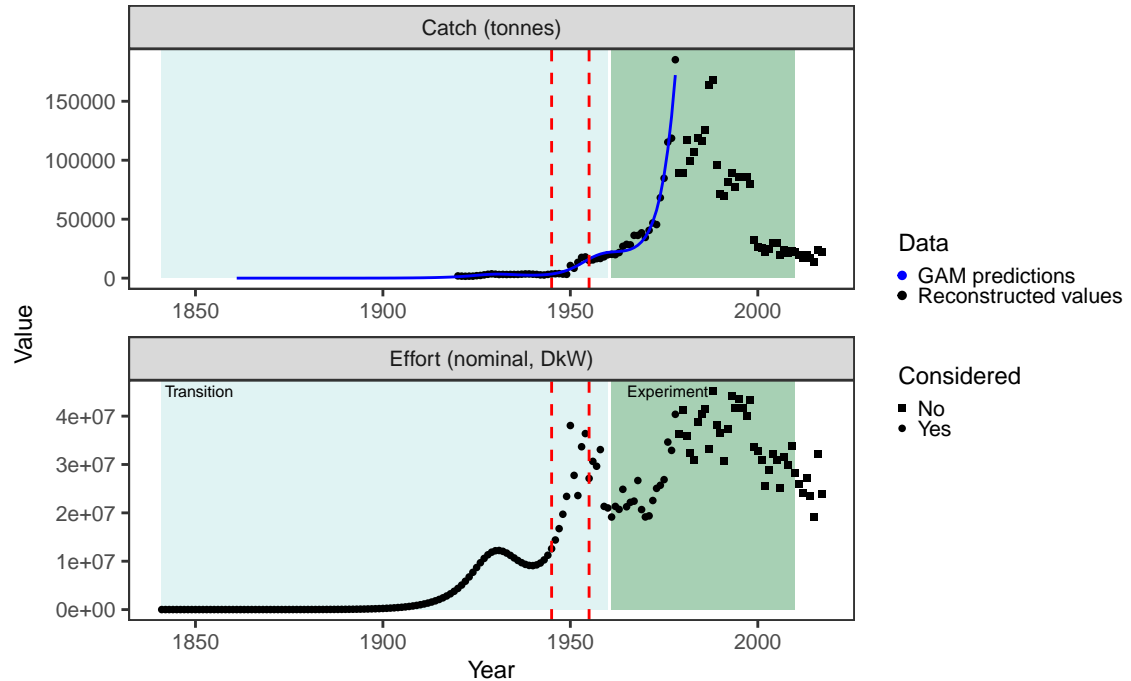 Catch (tonnes)
150000
100000
50000
0
1850 1900 1950 2000
Value
Effort (nominal, DkW)
Transition Experiment
4e+07
3e+07
2e+07
1e+07
0e+00
1850 1900 1950 2000
Year
Data
GAM predictions
Reconstructed values
Considered
No
Yes